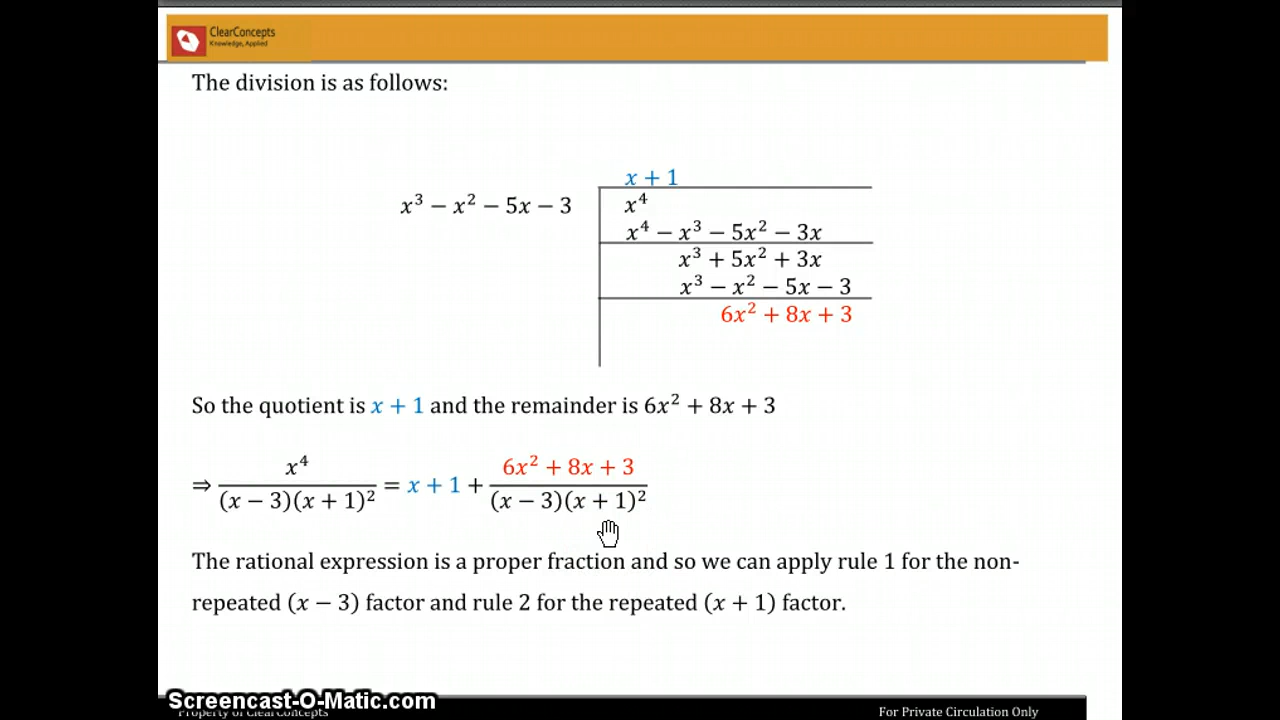 ClearConcepts
Knowledge, Applied
The division is as follows:
x + 1
x³ − x² − 5x − 3
x⁴
x⁴ − x³ − 5x² − 3x
x³ + 5x² + 3x
x³ − x² − 5x − 3
6x² + 8x + 3
So the quotient is x + 1 and the remainder is 6x² + 8x + 3
⇒ x⁴ / (x − 3)(x + 1)² = x + 1 + 6x² + 8x + 3 / (x − 3)(x + 1)²
The rational expression is a proper fraction and so we can apply rule 1 for the non-
repeated (x − 3) factor and rule 2 for the repeated (x + 1) factor.
Screencast-O-Matic.com
Property of ClearConcepts
For Private Circulation Only